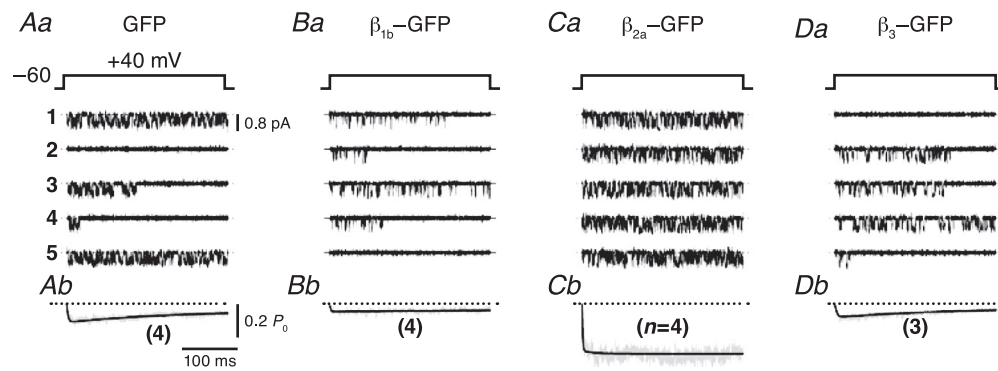 Aa GFP
Ba β1b–GFP
Ca β2a–GFP
Da β3–GFP
–60 +40 mV
1
0.8 pA
2
3
4
5
Ab
0.2 P0
(4)
100 ms
Bb
(4)
Cb
(n=4)
Db
(3)